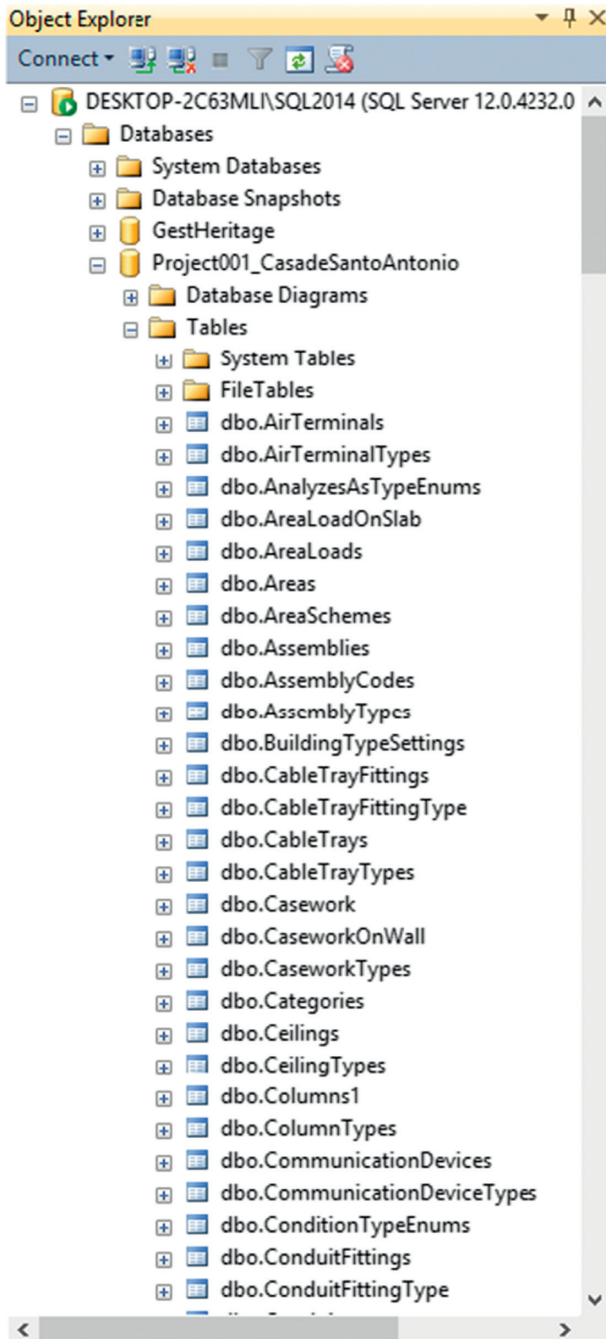 Object Explorer
Connect
DESKTOP-2C63MLI\SQL2014 (SQL Server 12.0.4232.0
Databases
System Databases
Database Snapshots
GestHeritage
Project001_CasadeSantoAntonio
Database Diagrams
Tables
System Tables
FileTables
dbo.AirTerminals
dbo.AirTerminalTypes
dbo.AnalyzesAsTypeEnums
dbo.AreaLoadOnSlab
dbo.AreaLoads
dbo.Areas
dbo.AreaSchemes
dbo.Assemblies
dbo.AssemblyCodes
dbo.AssemblyTypes
dbo.BuildingTypeSettings
dbo.CableTrayFittings
dbo.CableTrayFittingType
dbo.CableTrays
dbo.CableTrayTypes
dbo.Casework
dbo.CaseworkOnWall
dbo.CaseworkTypes
dbo.Categories
dbo.Ceilings
dbo.CeilingTypes
dbo.Columns1
dbo.ColumnTypes
dbo.CommunicationDevices
dbo.CommunicationDeviceTypes
dbo.ConditionTypeEnums
dbo.ConduitFittings
dbo.ConduitFittingType